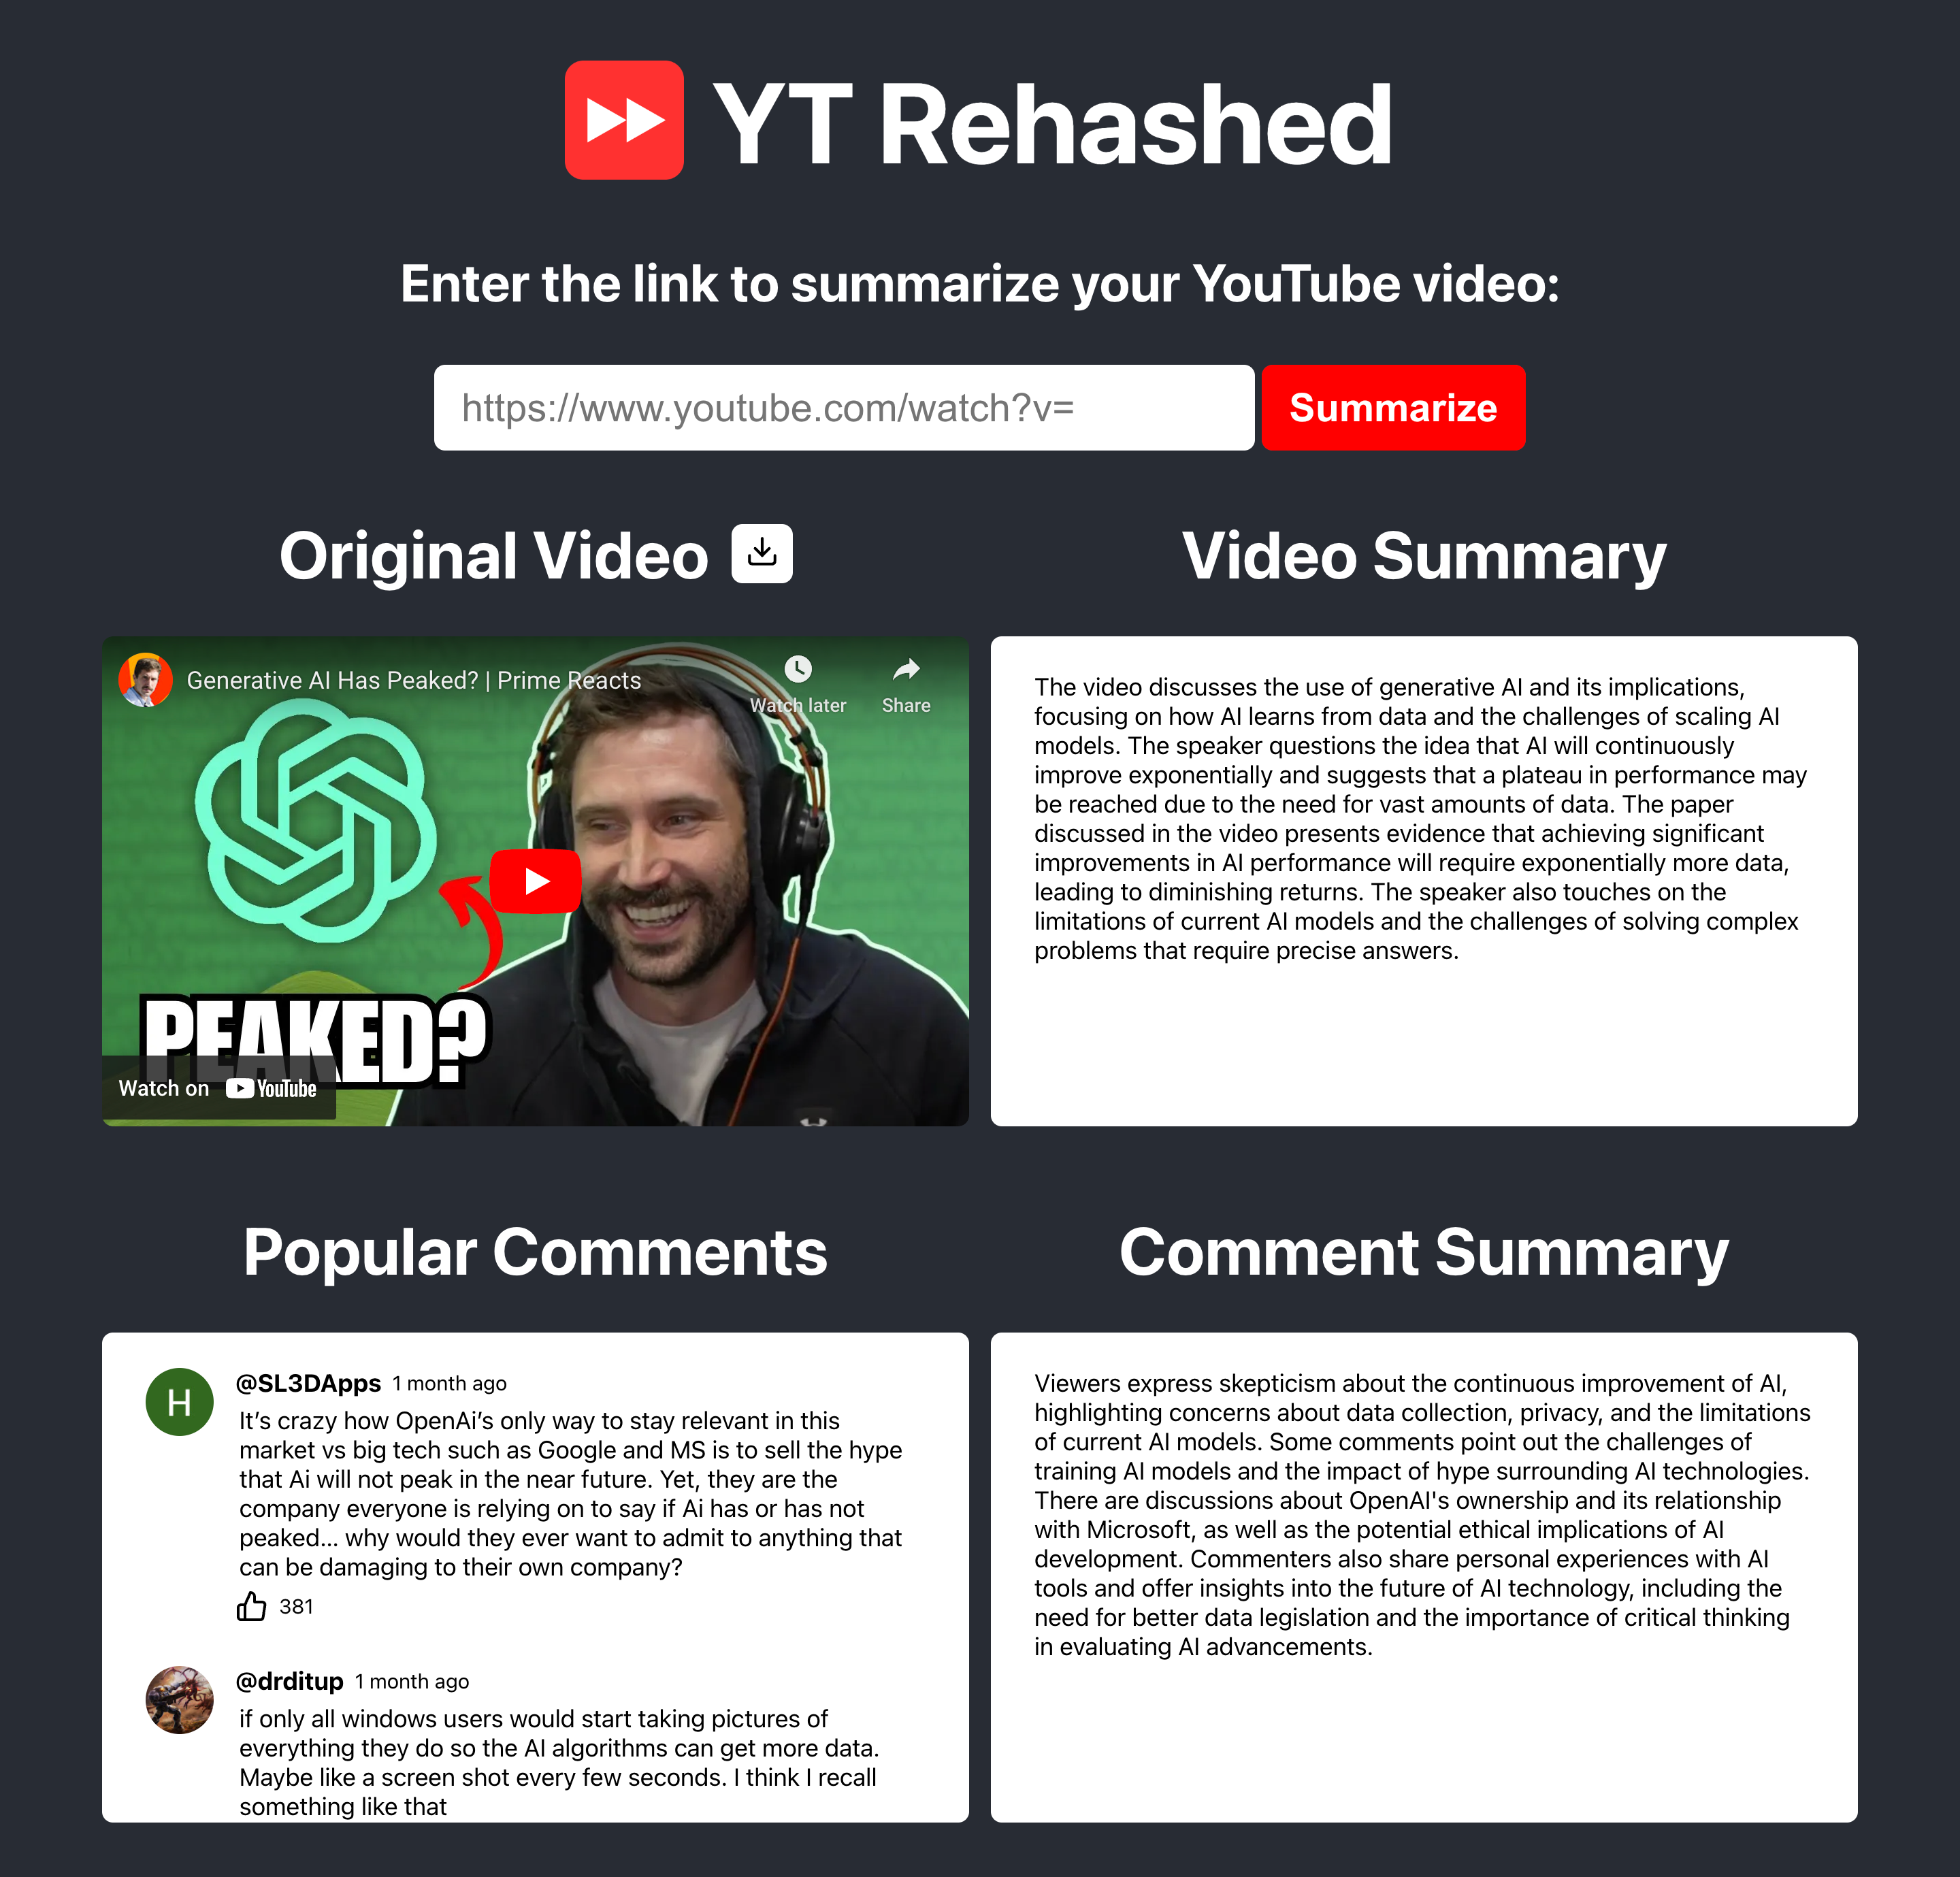 YT Rehashed
Enter the link to summarize your YouTube video:
https://www.youtube.com/watch?v=
Summarize
Original Video
Generative AI Has Peaked? | Prime Reacts
Watch later
Share
PEAKED?
Watch on YouTube
Video Summary
The video discusses the use of generative AI and its implications,
focusing on how AI learns from data and the challenges of scaling AI
models. The speaker questions the idea that AI will continuously
improve exponentially and suggests that a plateau in performance may
be reached due to the need for vast amounts of data. The paper
discussed in the video presents evidence that achieving significant
improvements in AI performance will require exponentially more data,
leading to diminishing returns. The speaker also touches on the
limitations of current AI models and the challenges of solving complex
problems that require precise answers.
Popular Comments
H
@SL3DApps 1 month ago
It’s crazy how OpenAi’s only way to stay relevant in this
market vs big tech such as Google and MS is to sell the hype
that Ai will not peak in the near future. Yet, they are the
company everyone is relying on to say if Ai has or has not
peaked... why would they ever want to admit to anything that
can be damaging to their own company?
381
@drditup 1 month ago
if only all windows users would start taking pictures of
everything they do so the AI algorithms can get more data.
Maybe like a screen shot every few seconds. I think I recall
something like that
Comment Summary
Viewers express skepticism about the continuous improvement of AI,
highlighting concerns about data collection, privacy, and the limitations
of current AI models. Some comments point out the challenges of
training AI models and the impact of hype surrounding AI technologies.
There are discussions about OpenAI's ownership and its relationship
with Microsoft, as well as the potential ethical implications of AI
development. Commenters also share personal experiences with AI
tools and offer insights into the future of AI technology, including the
need for better data legislation and the importance of critical thinking
in evaluating AI advancements.